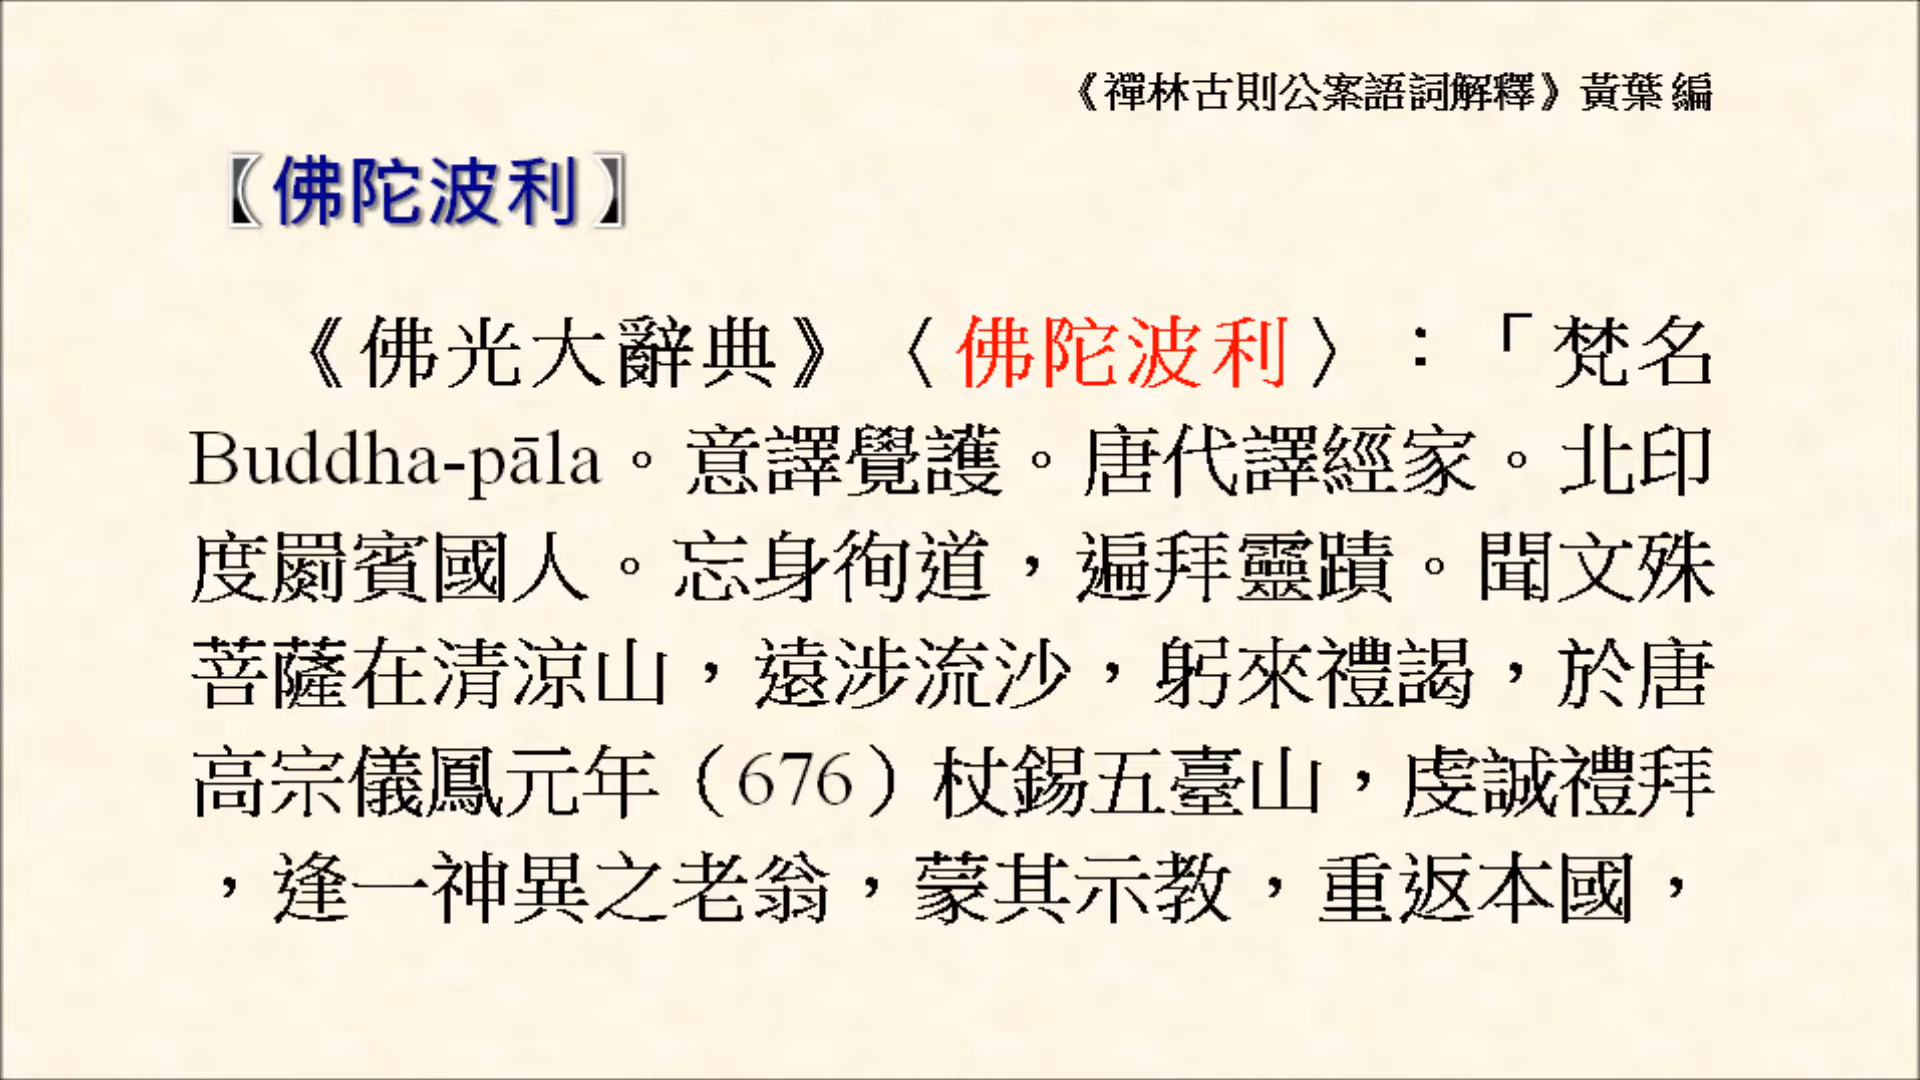 《禪林古則公案語詞解釋》黃葉 編
【佛陀波利】
《佛光大辭典》〈佛陀波利〉：「梵名
Buddha-pāla。意譯覺護。唐代譯經家。北印
度罽賓國人。忘身徇道，遍拜靈蹟。聞文殊
菩薩在清涼山，遠涉流沙，躬來禮謁，於唐
高宗儀鳳元年（676）杖錫五臺山，虔誠禮拜
，逢一神異之老翁，蒙其示教，重返本國，